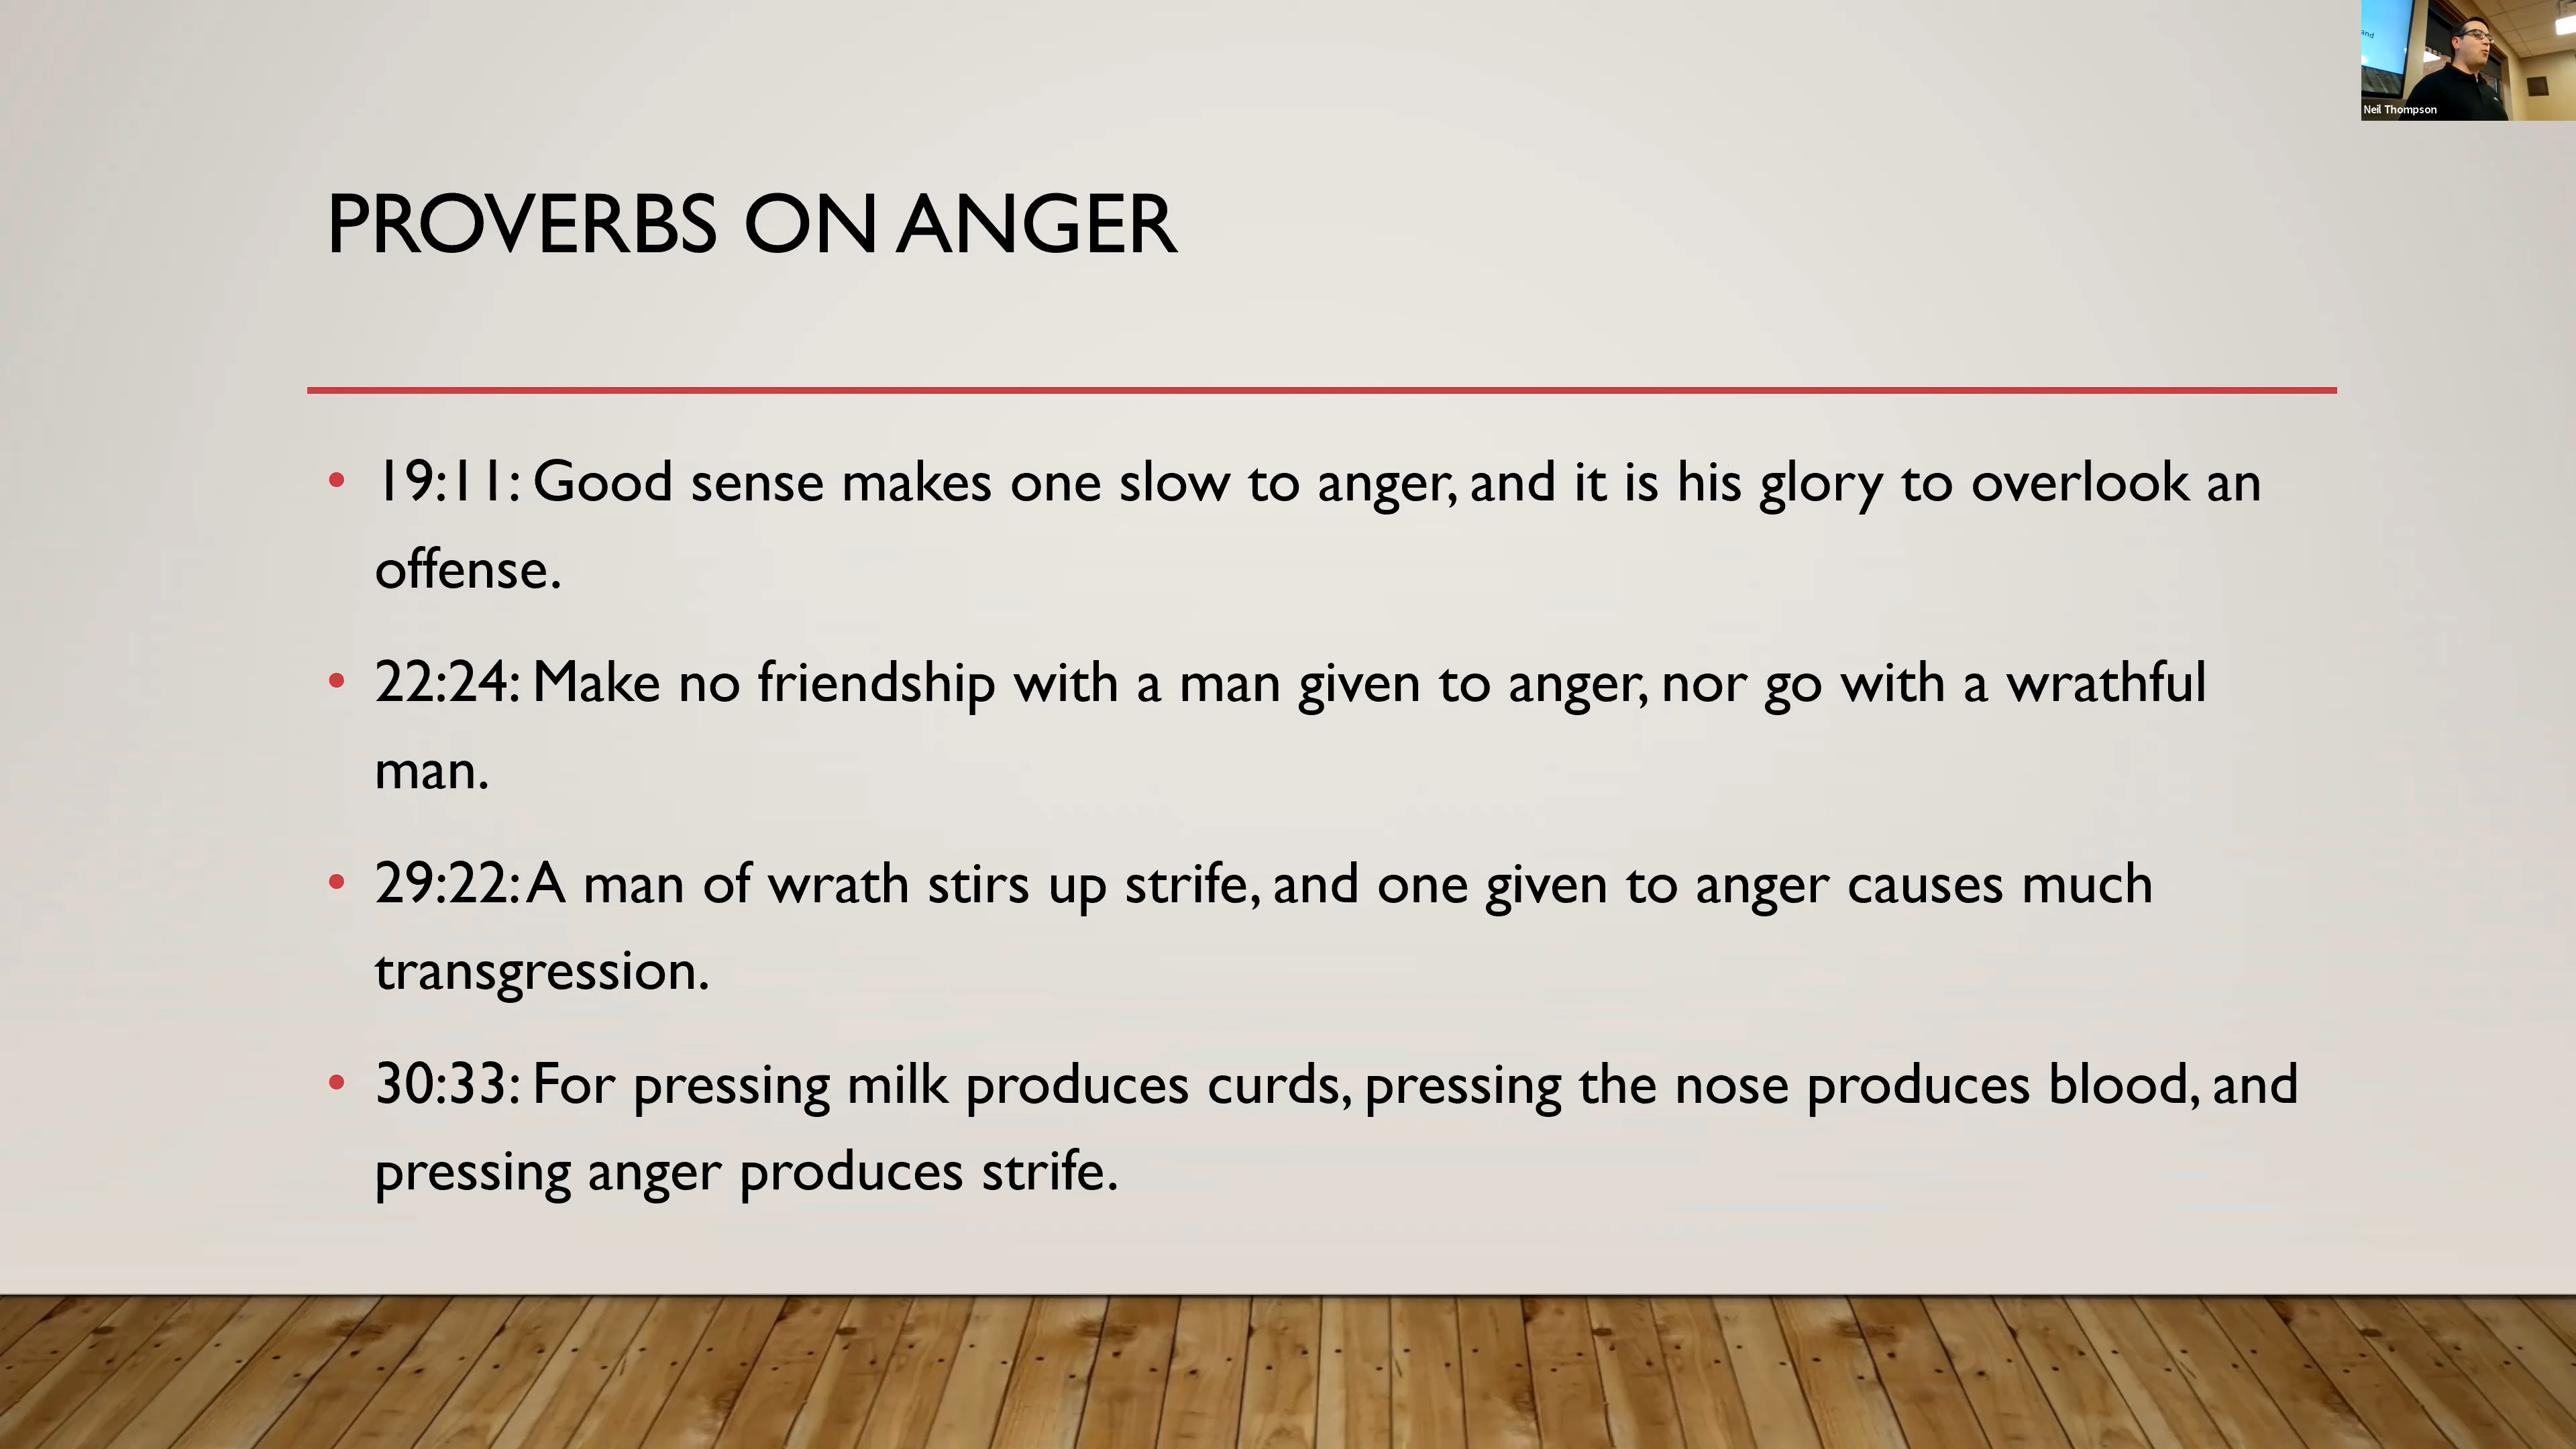 and
Neil Thompson
PROVERBS ON ANGER
• 19:11: Good sense makes one slow to anger, and it is his glory to overlook an
offense.
• 22:24: Make no friendship with a man given to anger, nor go with a wrathful
man.
• 29:22: A man of wrath stirs up strife, and one given to anger causes much
transgression.
• 30:33: For pressing milk produces curds, pressing the nose produces blood, and
pressing anger produces strife.